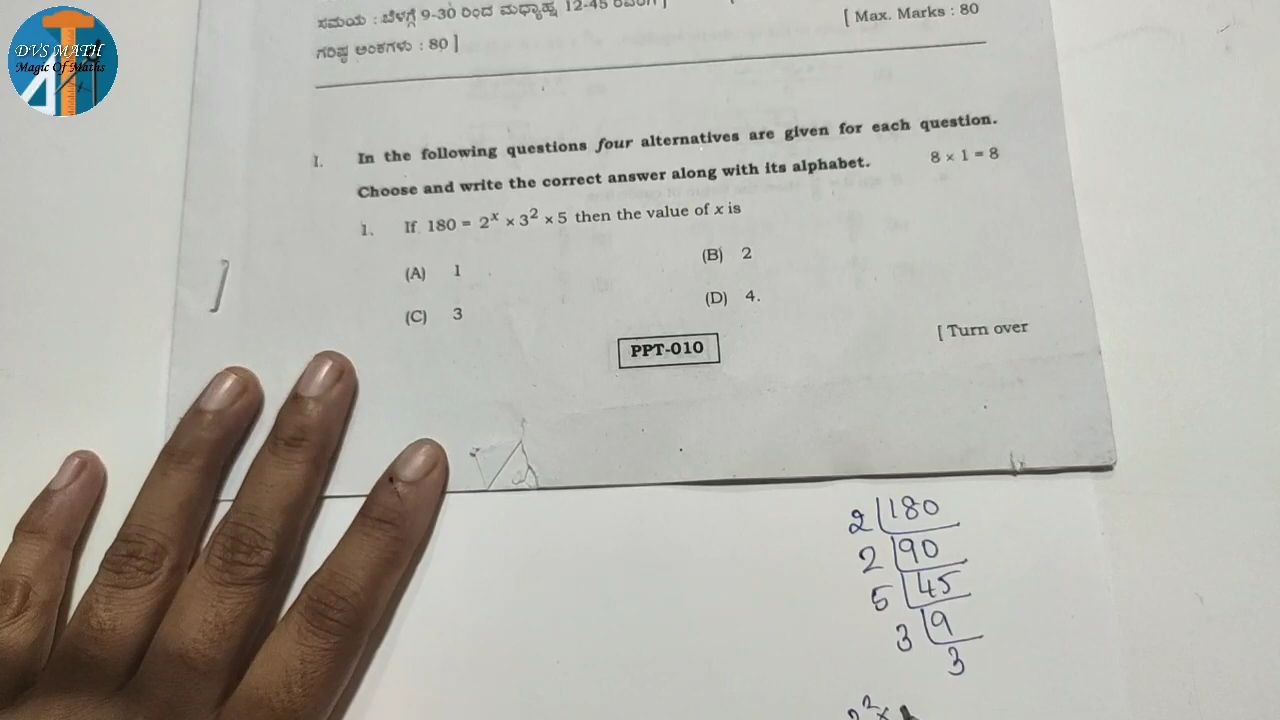 DVS MATH
Magic Of Maths
ಸಮಯ : ಬೆಳಗ್ಗೆ 9-30 ರಿಂದ ಮಧ್ಯಾಹ್ನ 12-45 ರವರೆಗೆ ]
[ Max. Marks : 80
ಗರಿಷ್ಠ ಅಂಕಗಳು : 80 ]
I. In the following questions four alternatives are given for each question.
Choose and write the correct answer along with its alphabet. 8 × 1 = 8
1. If 180 = 2^x × 3^2 × 5 then the value of x is
(A) 1 (B) 2
(C) 3 (D) 4.
PPT-010
[ Turn over
2 180
2 90
5 45
3 9
3
2^2 ×